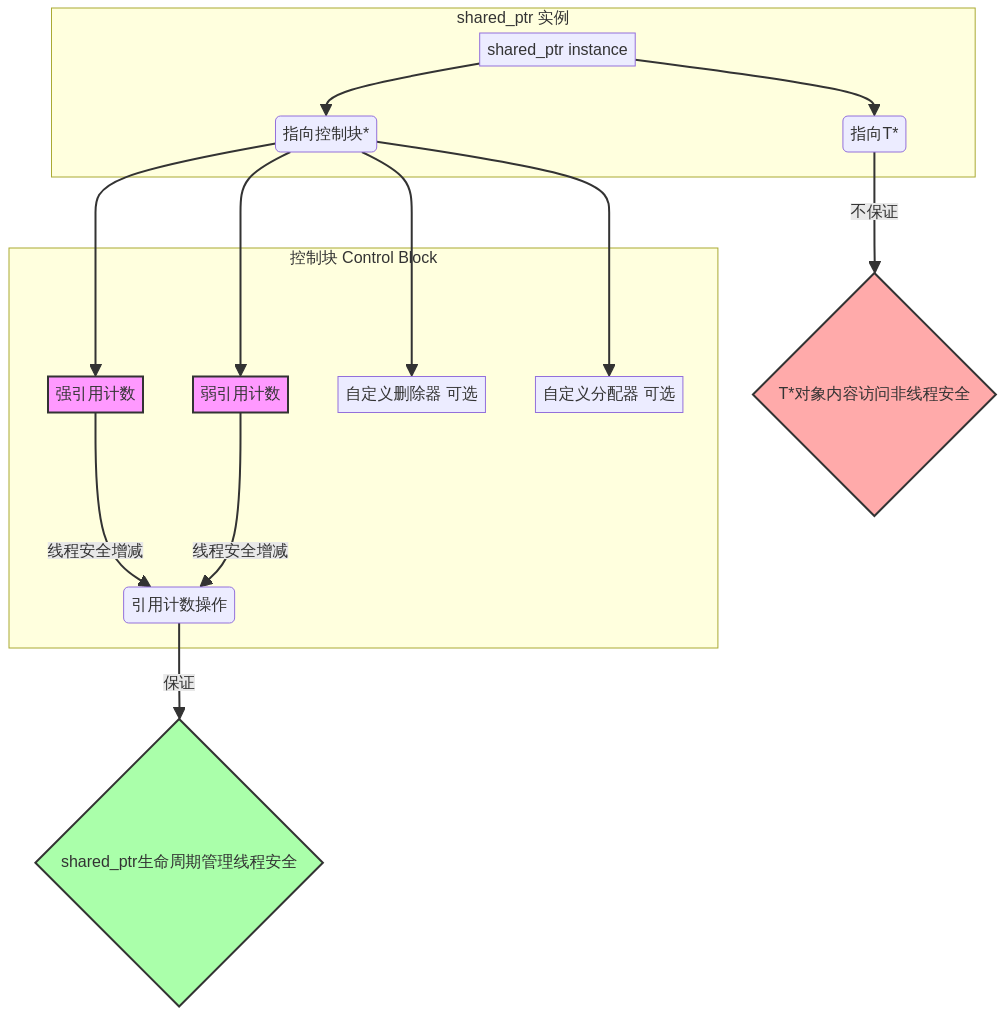 shared_ptr 实例
shared_ptr instance
指向控制块*
指向T*
不保证
控制块 Control Block
强引用计数
弱引用计数
自定义删除器 可选
自定义分配器 可选
T*对象内容访问非线程安全
线程安全增减
线程安全增减
引用计数操作
保证
shared_ptr生命周期管理线程安全